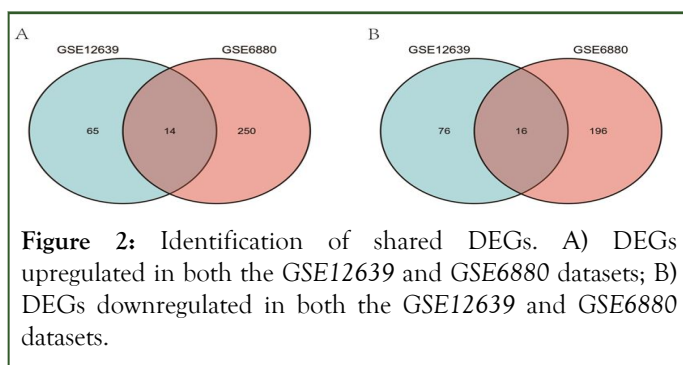 A
GSE12639
GSE6880
65
14
250
B
GSE12639
GSE6880
76
16
196
Figure 2: Identification of shared DEGs. A) DEGs
upregulated in both the GSE12639 and GSE6880 datasets; B)
DEGs downregulated in both the GSE12639 and GSE6880
datasets.